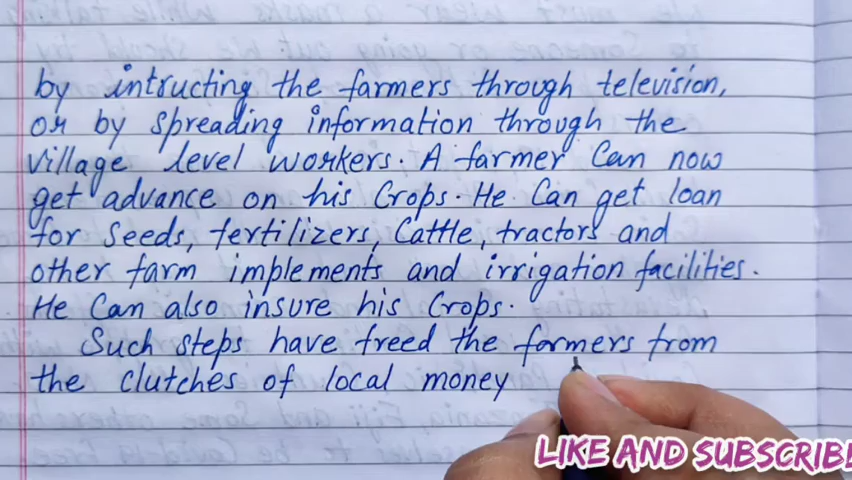 by intructing the farmers through television,
or by spreading information through the
village level workers. A farmer Can now
get advance on his Crops. He Can get loan
for seeds, fertilizers, Cattle, tractors and
other farm implements and irrigation facilities.
He Can also insure his Crops.
Such steps have freed the farmers from
the clutches of local money
LIKE AND SUBSCRIBE